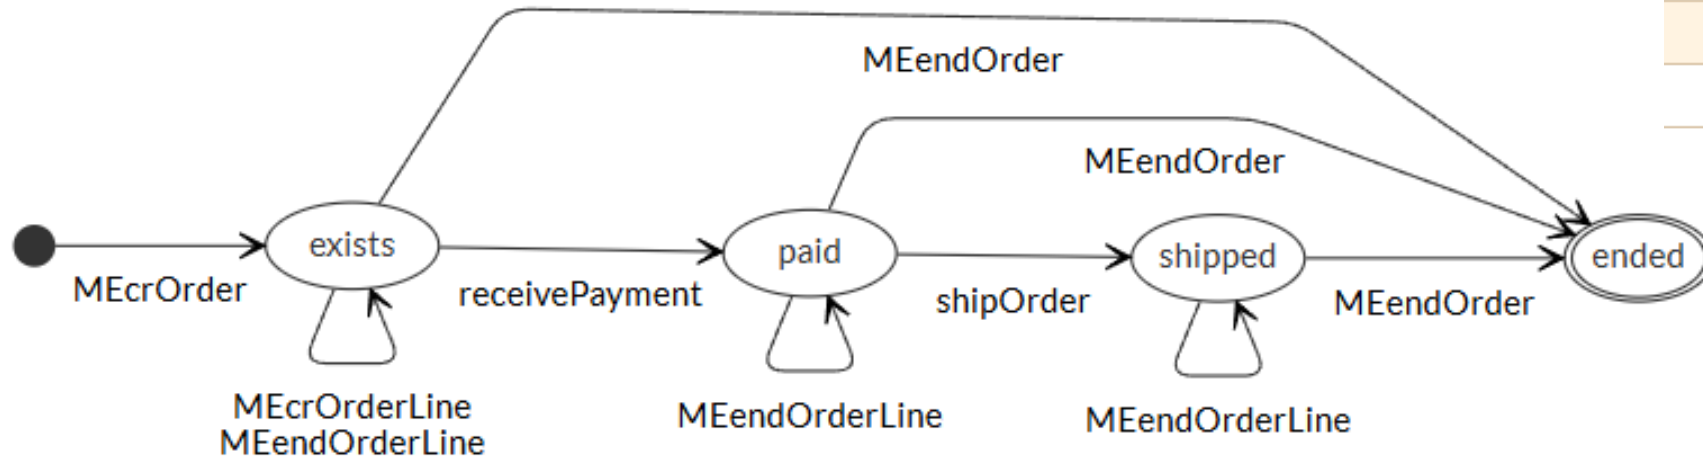 MEendOrder
MEendOrder
exists
paid
shipped
ended
MEcrOrder
receivePayment
shipOrder
MEendOrder
MEcrOrderLine
MEendOrderLine
MEendOrderLine
MEendOrderLine